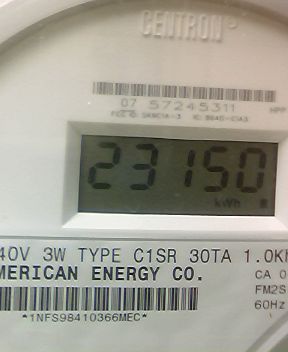 CENTRON®
07 57245311
23150
kWh
40V 3W TYPE C1SR 30TA 1.0K
MERICAN ENERGY CO.
CA 0
FM2S
60Hz
*1NFS98410366MEC*